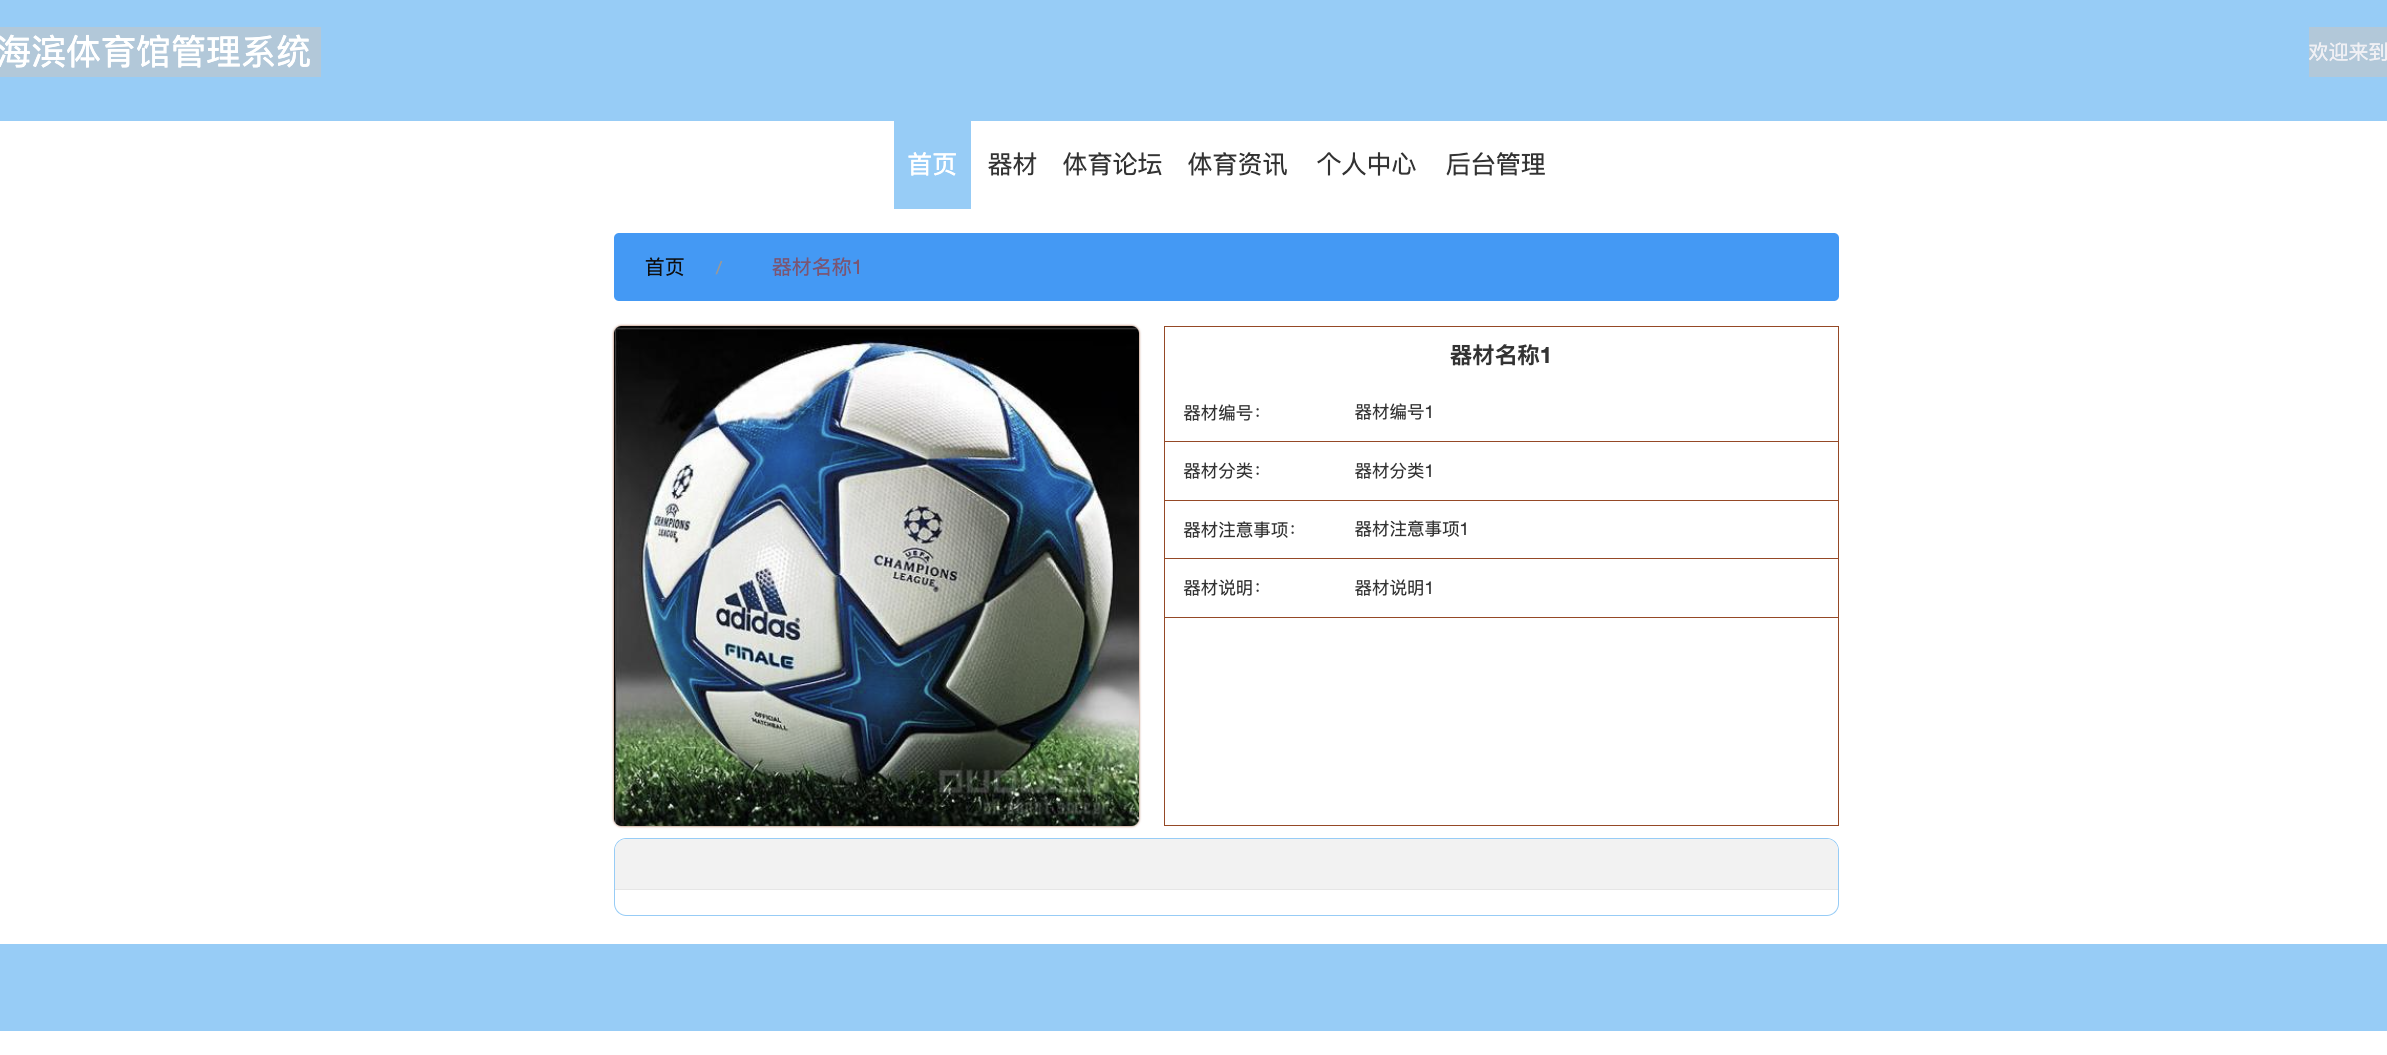 海滨体育馆管理系统
欢迎来到
首页 器材 体育论坛 体育资讯 个人中心 后台管理
首页 / 器材名称1
器材名称1
器材编号： 器材编号1
器材分类： 器材分类1
器材注意事项： 器材注意事项1
器材说明： 器材说明1
CHAMPIONS
LEAGUE
UEFA
CHAMPIONS
LEAGUE
adidas
FINALE
OFFICIAL
MATCHBALL